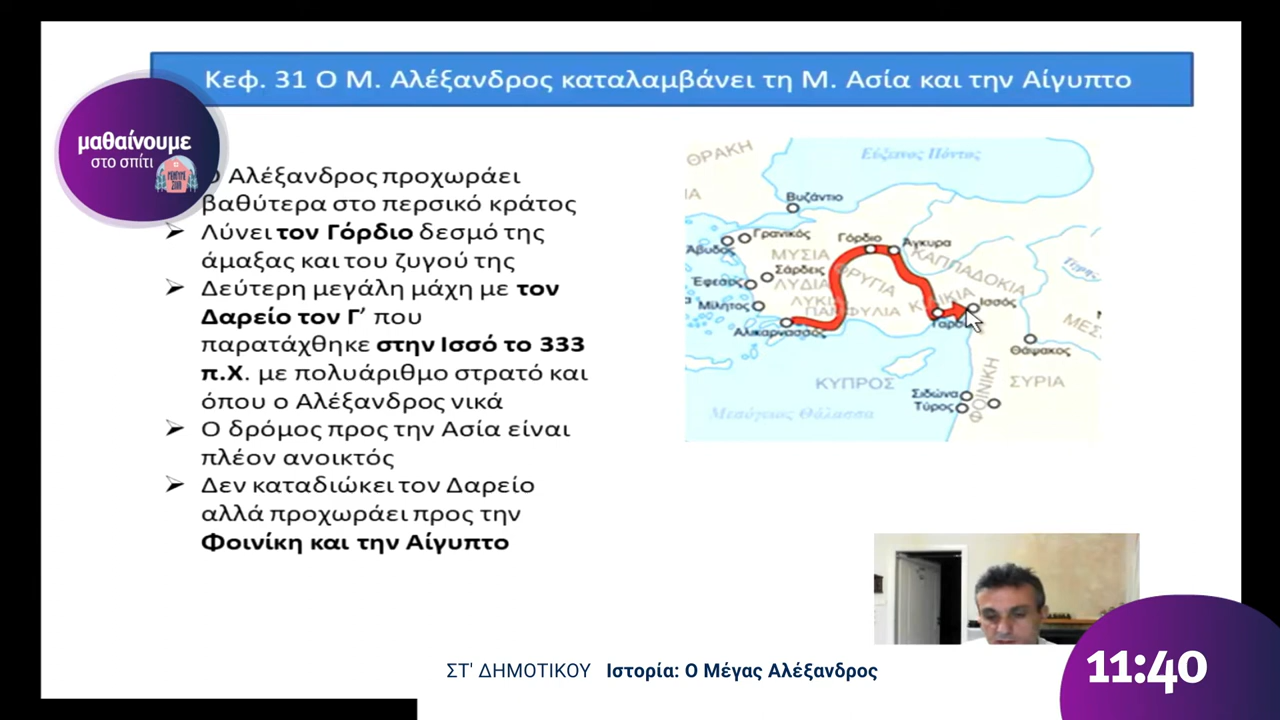 Κεφ. 31 Ο Μ. Αλέξανδρος καταλαμβάνει τη Μ. Ασία και την Αίγυπτο
μαθαίνουμε
στο σπίτι
Ο Αλέξανδρος προχωράει
βαθύτερα στο περσικό κράτος
Λύνει τον Γόρδιο δεσμό της
άμαξας και του ζυγού της
Δεύτερη μεγάλη μάχη με τον
Δαρείο τον Γ’ που
παρατάχθηκε στην Ισσό το 333
π.Χ. με πολυάριθμο στρατό και
όπου ο Αλέξανδρος νικά
Ο δρόμος προς την Ασία είναι
πλέον ανοικτός
Δεν καταδιώκει τον Δαρείο
αλλά προχωράει προς την
Φοινίκη και την Αίγυπτο
ΘΡΑΚΗ
Εύξεινος Πόντος
ΙΑ
Βυζάντιο
Γρανικός
Άβυδος
Γόρδιο
Άγκυρα
ΜΥΣΙΑ
ΦΡΥΓΙΑ
ΚΑΠΠΑΔΟΚΙΑ
Σάρδεις
Έφεσος
ΛΥΔΙΑ
Μίλητος
ΛΥΚΙ
ΠΑΜΦΥΛΙΑ
Ισσός
Αλικαρνασσός
ΜΕΣ
Θάψακος
ΚΥΠΡΟΣ
ΣΥΡΙΑ
ΦΟΙΝΙΚΗ
Σιδώνα
Τύρος
Μεσόγειος Θάλασσα
ΣΤ' ΔΗΜΟΤΙΚΟΥ Ιστορία: Ο Μέγας Αλέξανδρος
11:40